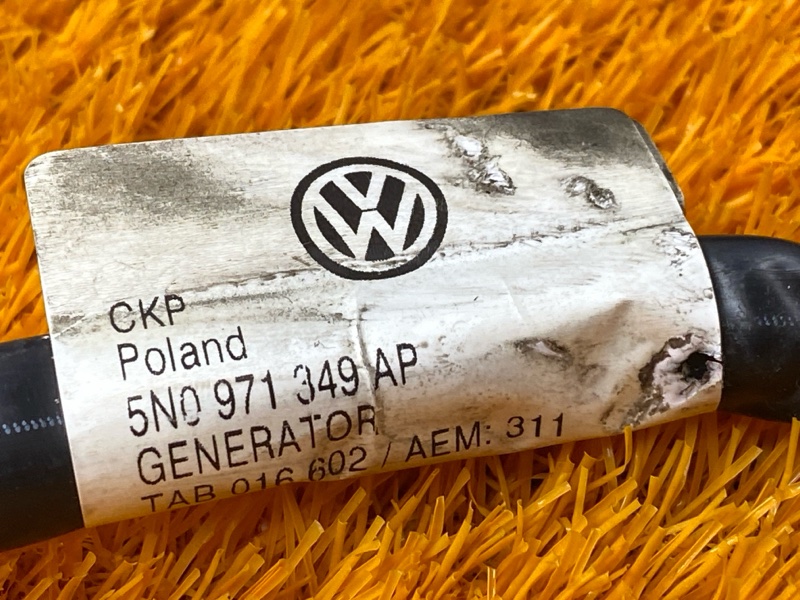 CKP
Poland
5N0 971 349 AP
GENERATOR
TAB 016 602 / AEM: 311